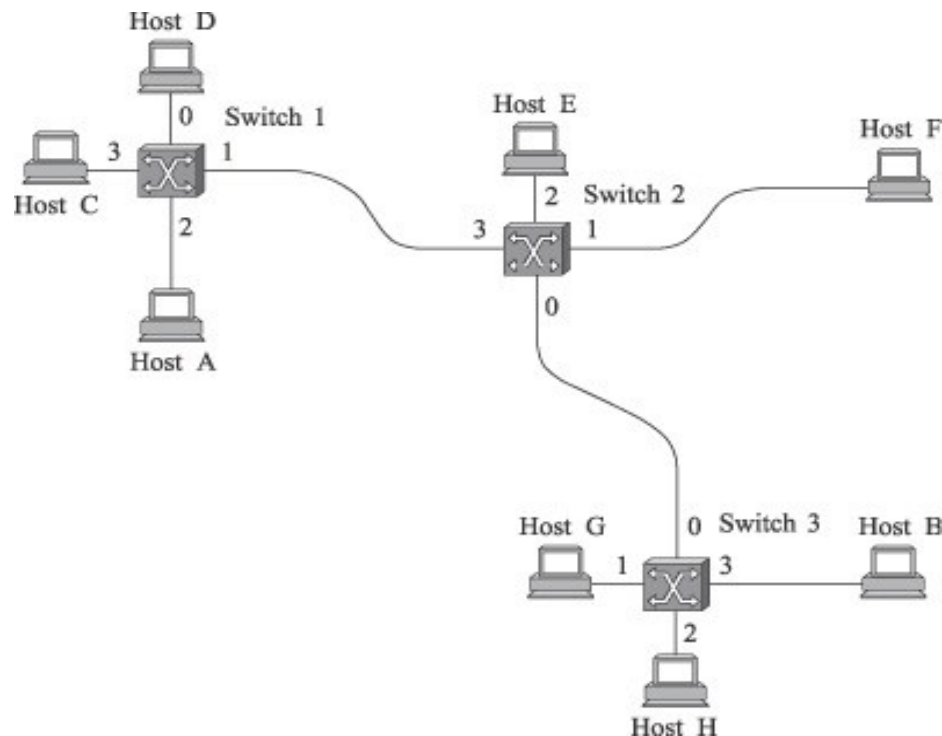 Host D
0
Switch 1
3
1
Host C
2
Host A
Host E
Host F
2
Switch 2
3
1
0
0
Switch 3
Host G
Host B
1
3
2
Host H